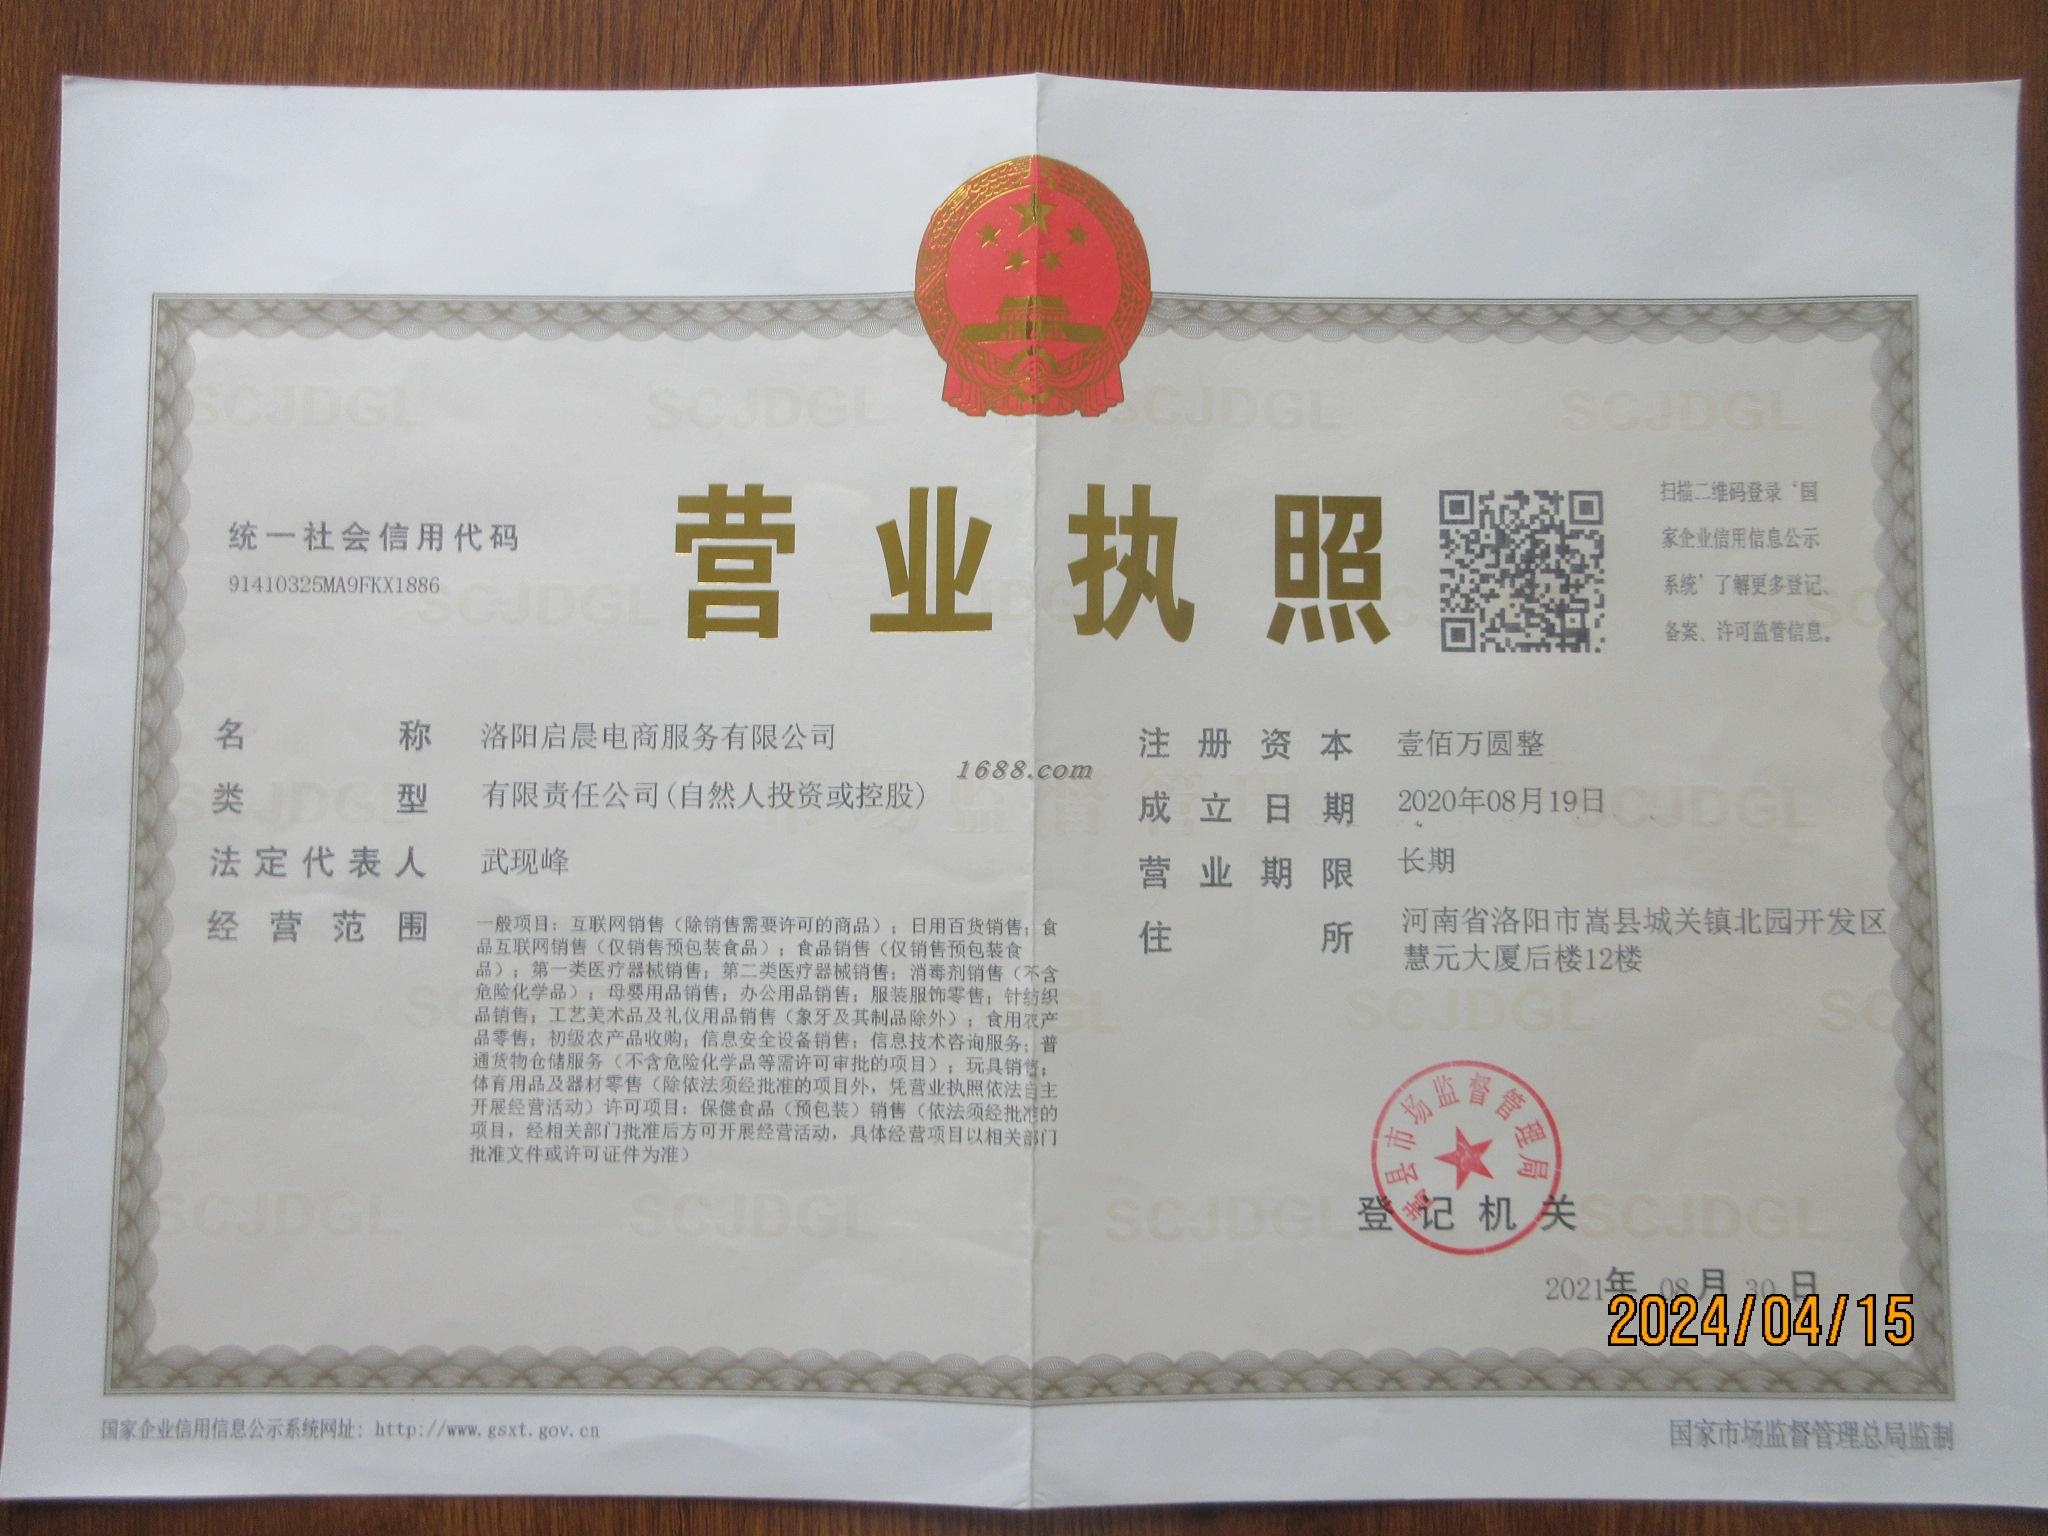 营业执照
统一社会信用代码
91410325MA9FKX1886
扫描二维码登录‘国
家企业信用信息公示
系统’了解更多登记、
备案、许可监管信息。
名称 洛阳启晨电商服务有限公司
类型 有限责任公司(自然人投资或控股)
法定代表人 武现峰
经营范围 一般项目：互联网销售（除销售需要许可的商品）；日用百货销售；食
品互联网销售（仅销售预包装食品）；食品销售（仅销售预包装食
品）；第一类医疗器械销售；第二类医疗器械销售；消毒剂销售（不含
危险化学品）；母婴用品销售；办公用品销售；服装服饰零售；针纺织
品销售；工艺美术品及礼仪用品销售（象牙及其制品除外）；食用农产
品零售；初级农产品收购；信息安全设备销售；信息技术咨询服务；普
通货物仓储服务（不含危险化学品等需许可审批的项目）；玩具销售；
体育用品及器材零售（除依法须经批准的项目外，凭营业执照依法自主
开展经营活动）许可项目：保健食品（预包装）销售（依法须经批准的
项目，经相关部门批准后方可开展经营活动，具体经营项目以相关部门
批准文件或许可证件为准）
1688.com
注册资本 壹佰万圆整
成立日期 2020年08月19日
营业期限 长期
住所 河南省洛阳市嵩县城关镇北园开发区
慧元大厦后楼12楼
嵩县市场监督管理局
登记机关
2021年 08月 30日
2024/04/15
国家企业信用信息公示系统网址: http://www.gsxt.gov.cn
国家市场监督管理总局监制
SCJDGL